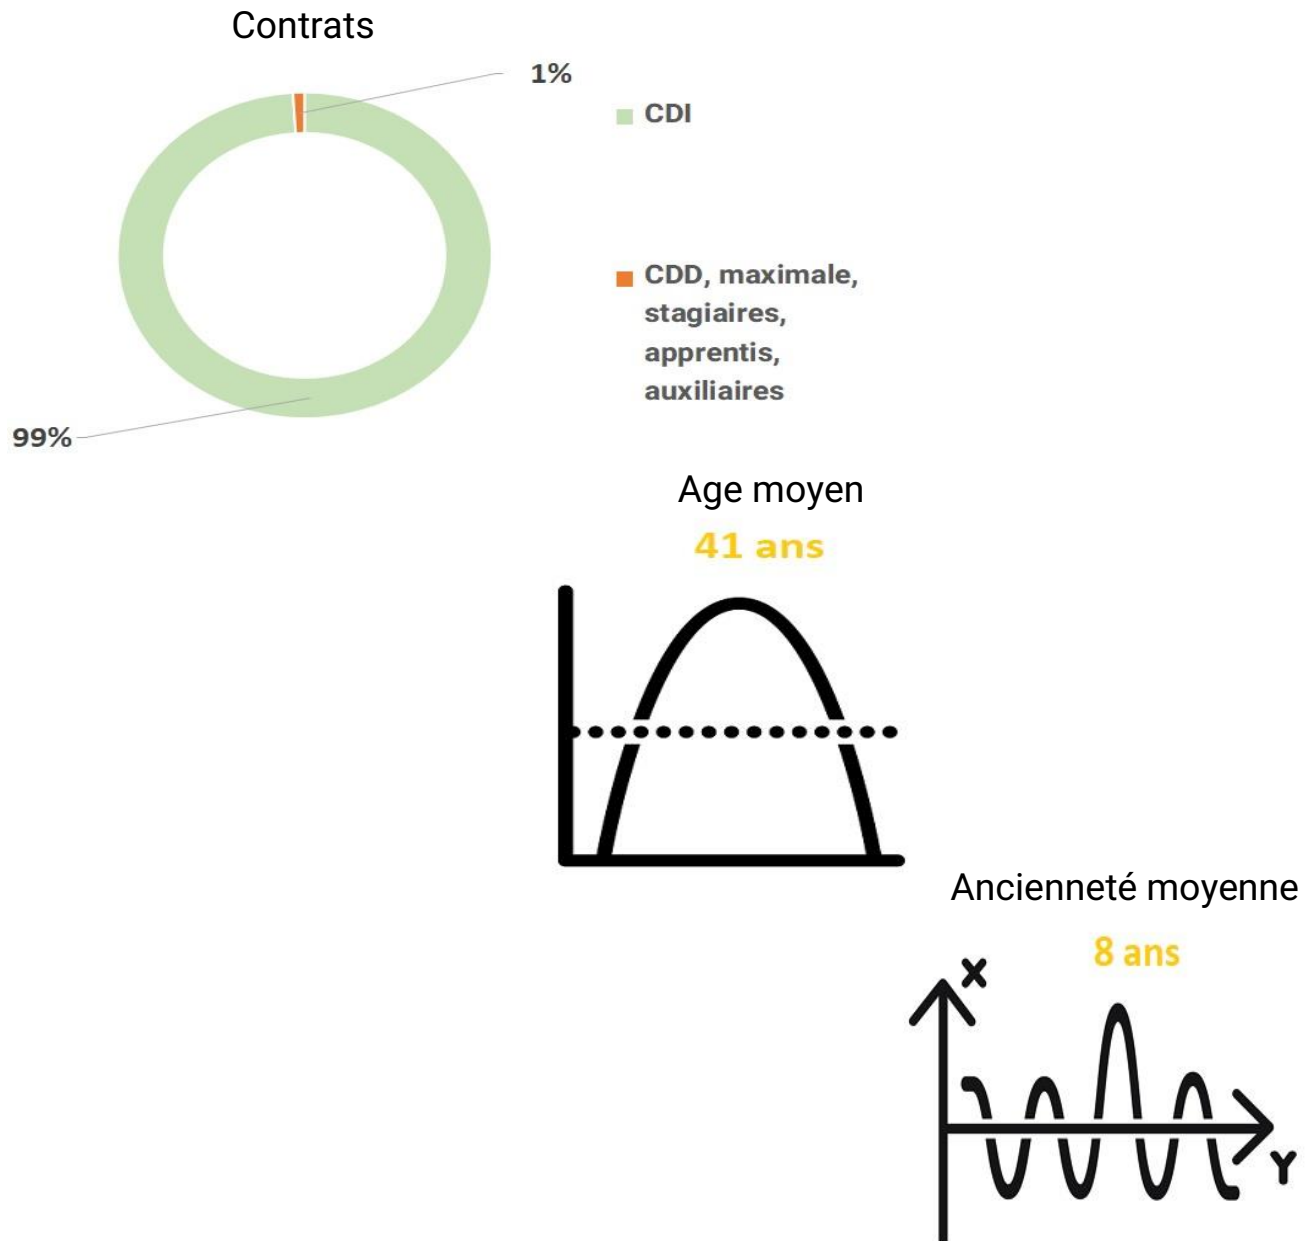 Contrats
1%
CDI
CDD, maximale,
stagiaires,
apprentis,
auxiliaires
99%
Age moyen
41 ans
Ancienneté moyenne
8 ans
X
Y